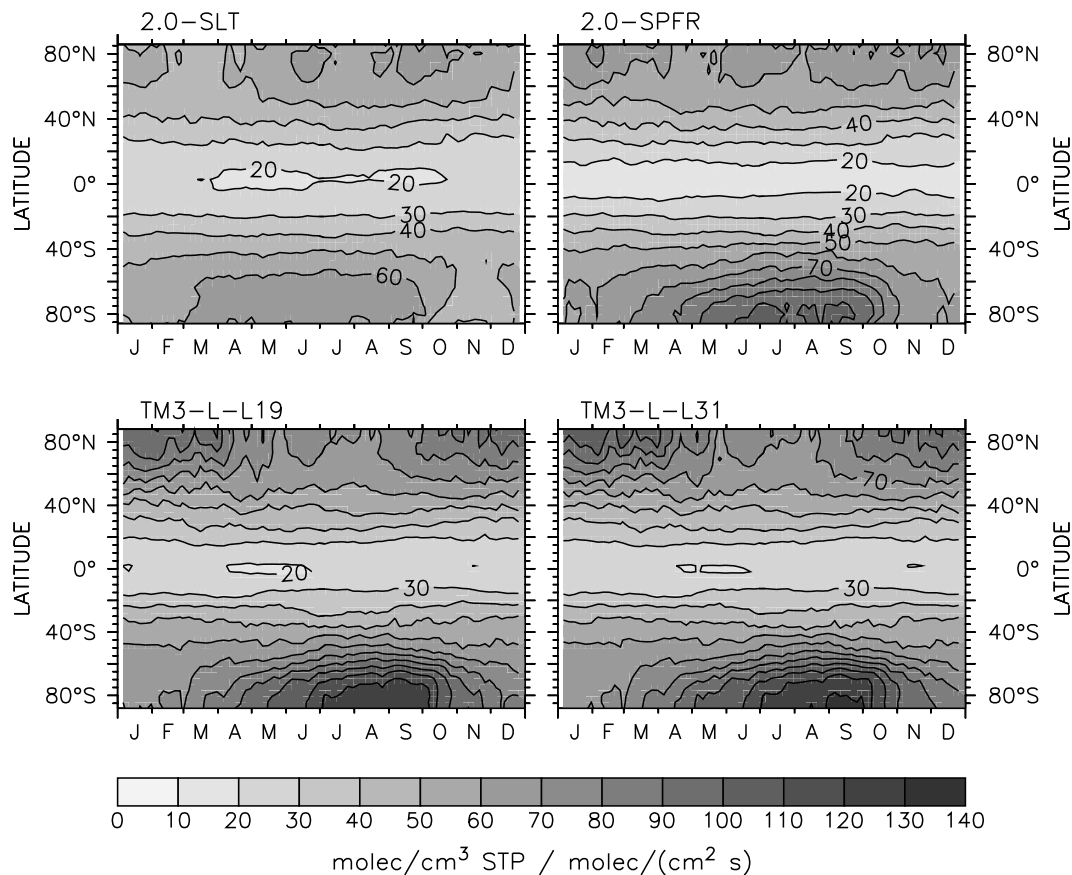 2.0−SLT 2.0−SPFR
80°N 80°N
40°N 40 40°N
20 20
0° 20 20 0°
30 30
40 40
40°S 50 40°S
60 70
80°S 80°S
J F M A M J J A S O N D J F M A M J J A S O N D
LATITUDE LATITUDE
TM3−L−L19 TM3−L−L31
80°N 80°N
70
40°N 40°N
0° 20 0°
30 30
40°S 40°S
80°S 80°S
J F M A M J J A S O N D J F M A M J J A S O N D
LATITUDE LATITUDE
0 10 20 30 40 50 60 70 80 90 100 110 120 130 140
molec/cm³ STP / molec/(cm² s)